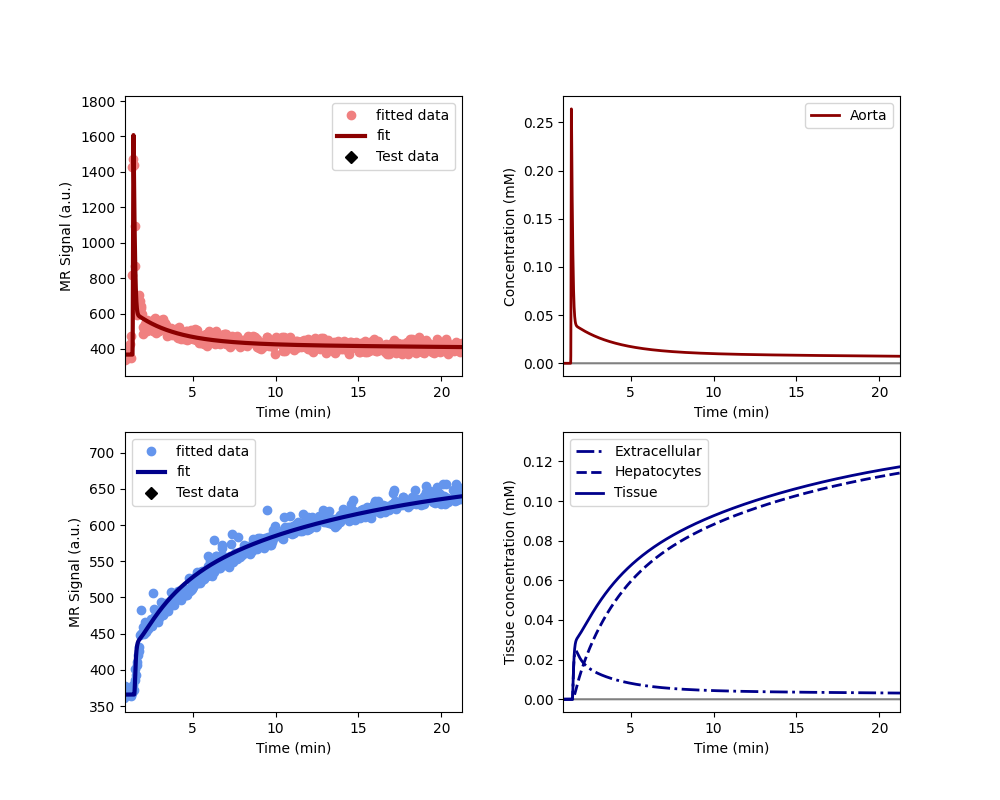 1800
1600
1400
1200
1000
800
600
400
MR Signal (a.u.)
fitted data
fit
Test data
5 10 15 20
Time (min)
0.25
0.20
0.15
0.10
0.05
0.00
Concentration (mM)
Aorta
5 10 15 20
Time (min)
700
650
600
550
500
450
400
350
MR Signal (a.u.)
fitted data
fit
Test data
5 10 15 20
Time (min)
0.12
0.10
0.08
0.06
0.04
0.02
0.00
Tissue concentration (mM)
Extracellular
Hepatocytes
Tissue
5 10 15 20
Time (min)